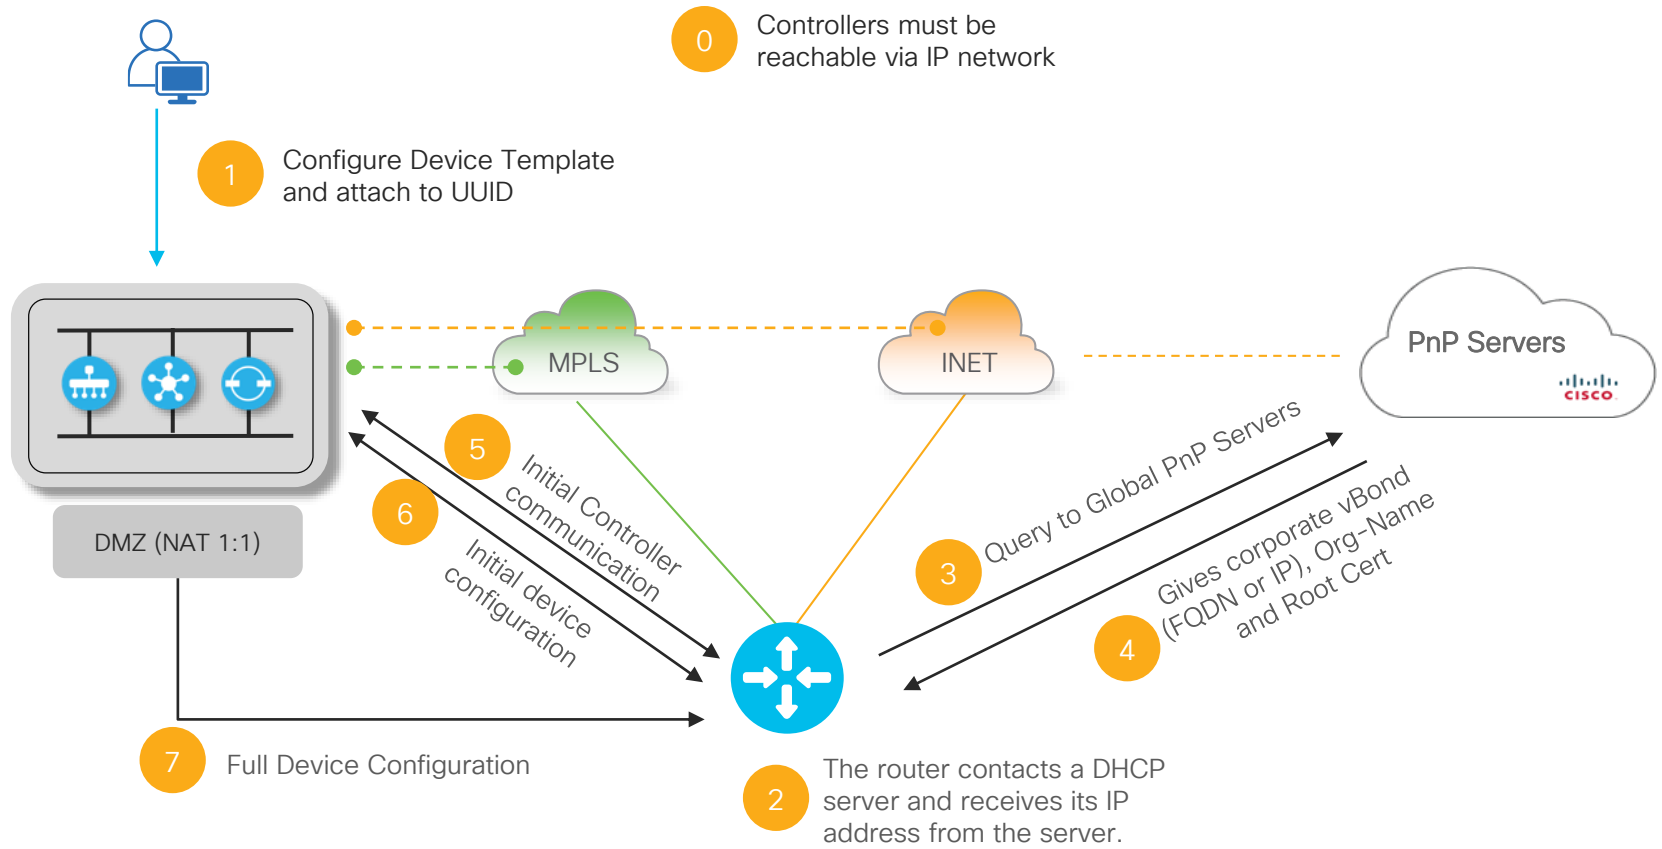 0
Controllers must be
reachable via IP network
1
Configure Device Template
and attach to UUID
MPLS
INET
PnP Servers
CISCO
DMZ (NAT 1:1)
5
Initial Controller
communication
6
Initial device
configuration
3
Query to Global PnP Servers
4
Gives corporate vBond
(FQDN or IP), Org-Name
and Root Cert
7
Full Device Configuration
2
The router contacts a DHCP
server and receives its IP
address from the server.